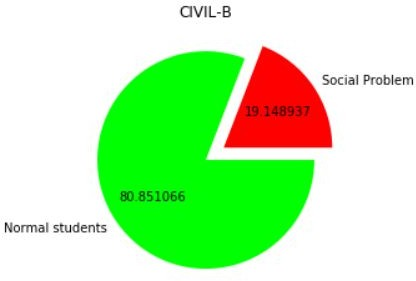 CIVIL-B
Social Problem
19.148937
80.851066
Normal students